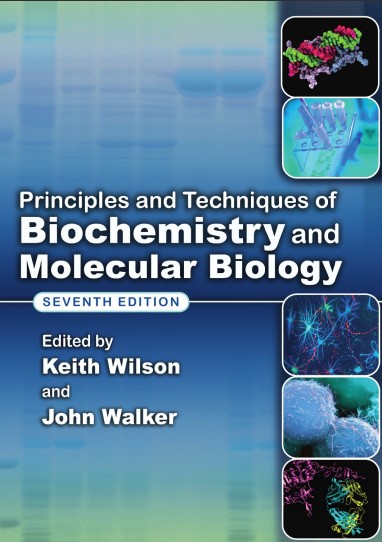 Principles and Techniques of
Biochemistry and
Molecular Biology
SEVENTH EDITION
Edited by
Keith Wilson
and
John Walker